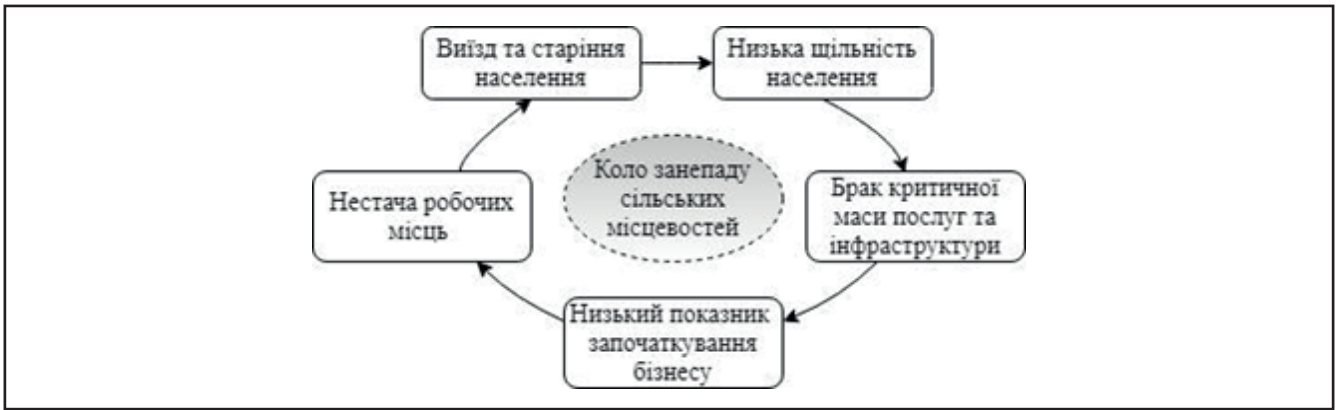 Виїзд та старіння
населення
Низька щільність
населення
Коло занепаду
сільських
місцевостей
Нестача робочих
місць
Брак критичної
маси послуг та
інфраструктури
Низький показник
започаткування
бізнесу